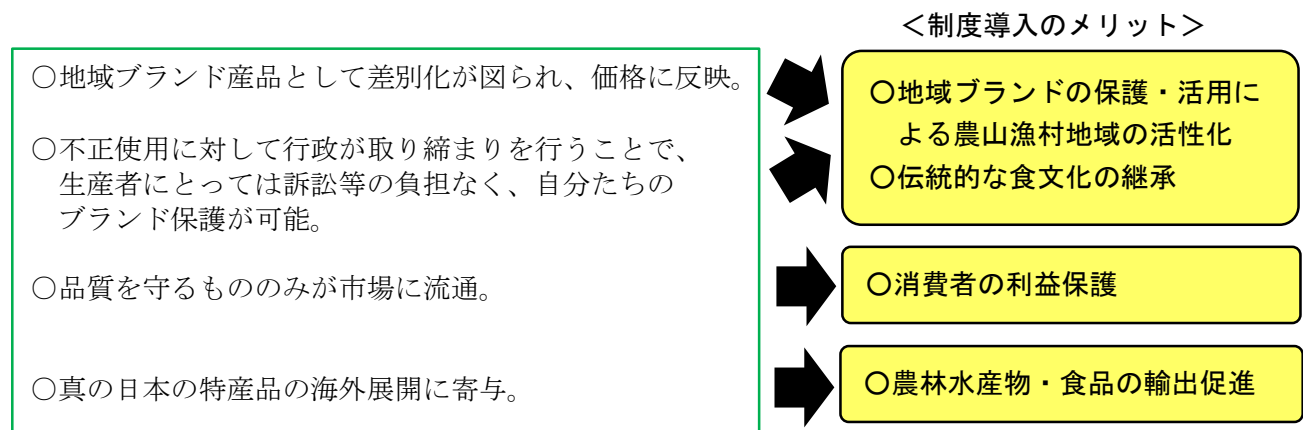 ＜制度導入のメリット＞
○地域ブランド産品として差別化が図られ、価格に反映。
○不正使用に対して行政が取り締まりを行うことで、
生産者にとっては訴訟等の負担なく、自分たちの
ブランド保護が可能。
○地域ブランドの保護・活用に
よる農山漁村地域の活性化
○伝統的な食文化の継承
○品質を守るもののみが市場に流通。
○消費者の利益保護
○真の日本の特産品の海外展開に寄与。
○農林水産物・食品の輸出促進